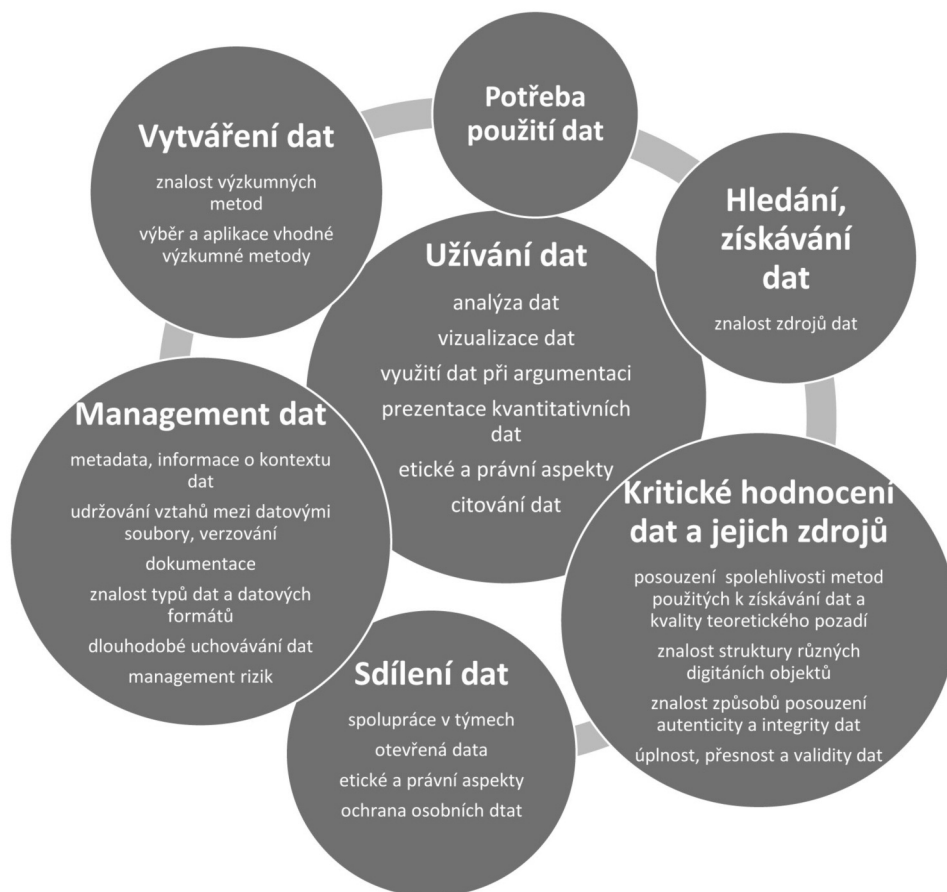 Potřeba
použití dat
Vytváření dat
znalost výzkumných
metod
výběr a aplikace vhodné
výzkumné metody
Hledání,
získávání
dat
znalost zdrojů dat
Užívání dat
analýza dat
vizualizace dat
využití dat při argumentaci
prezentace kvantitativních
dat
etické a právní aspekty
citování dat
Management dat
metadata, informace o kontextu
dat
udržování vztahů mezi datovými
soubory, verzování
dokumentace
znalost typů dat a datových
formátů
dlouhodobé uchovávání dat
management rizik
Kritické hodnocení
dat a jejich zdrojů
posouzení  spolehlivosti metod
použitých k získávání dat a
kvality teoretického pozadí
znalost struktury různých
digitáních objektů
znalost způsobů posouzení
autenticity a integrity dat
úplnost, přesnost a validity dat
Sdílení dat
spolupráce v týmech
otevřená data
etické a právní aspekty
ochrana osobních dtat